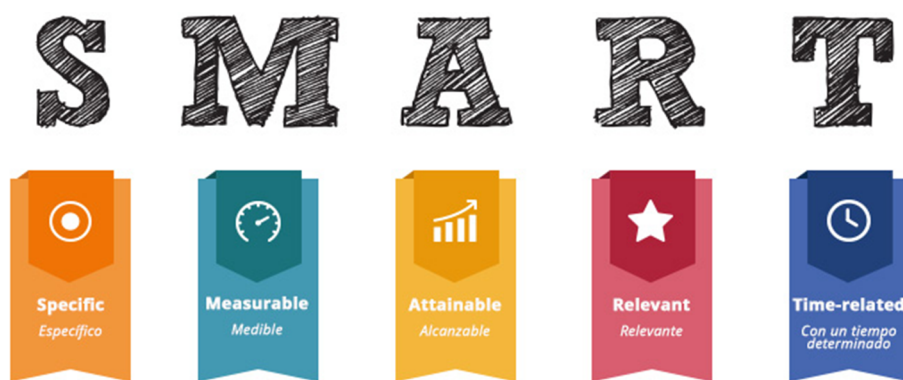 SMART
Specific
Específico
Measurable
Medible
Attainable
Alcanzable
Relevant
Relevante
Time-related
Con un tiempo
determinado